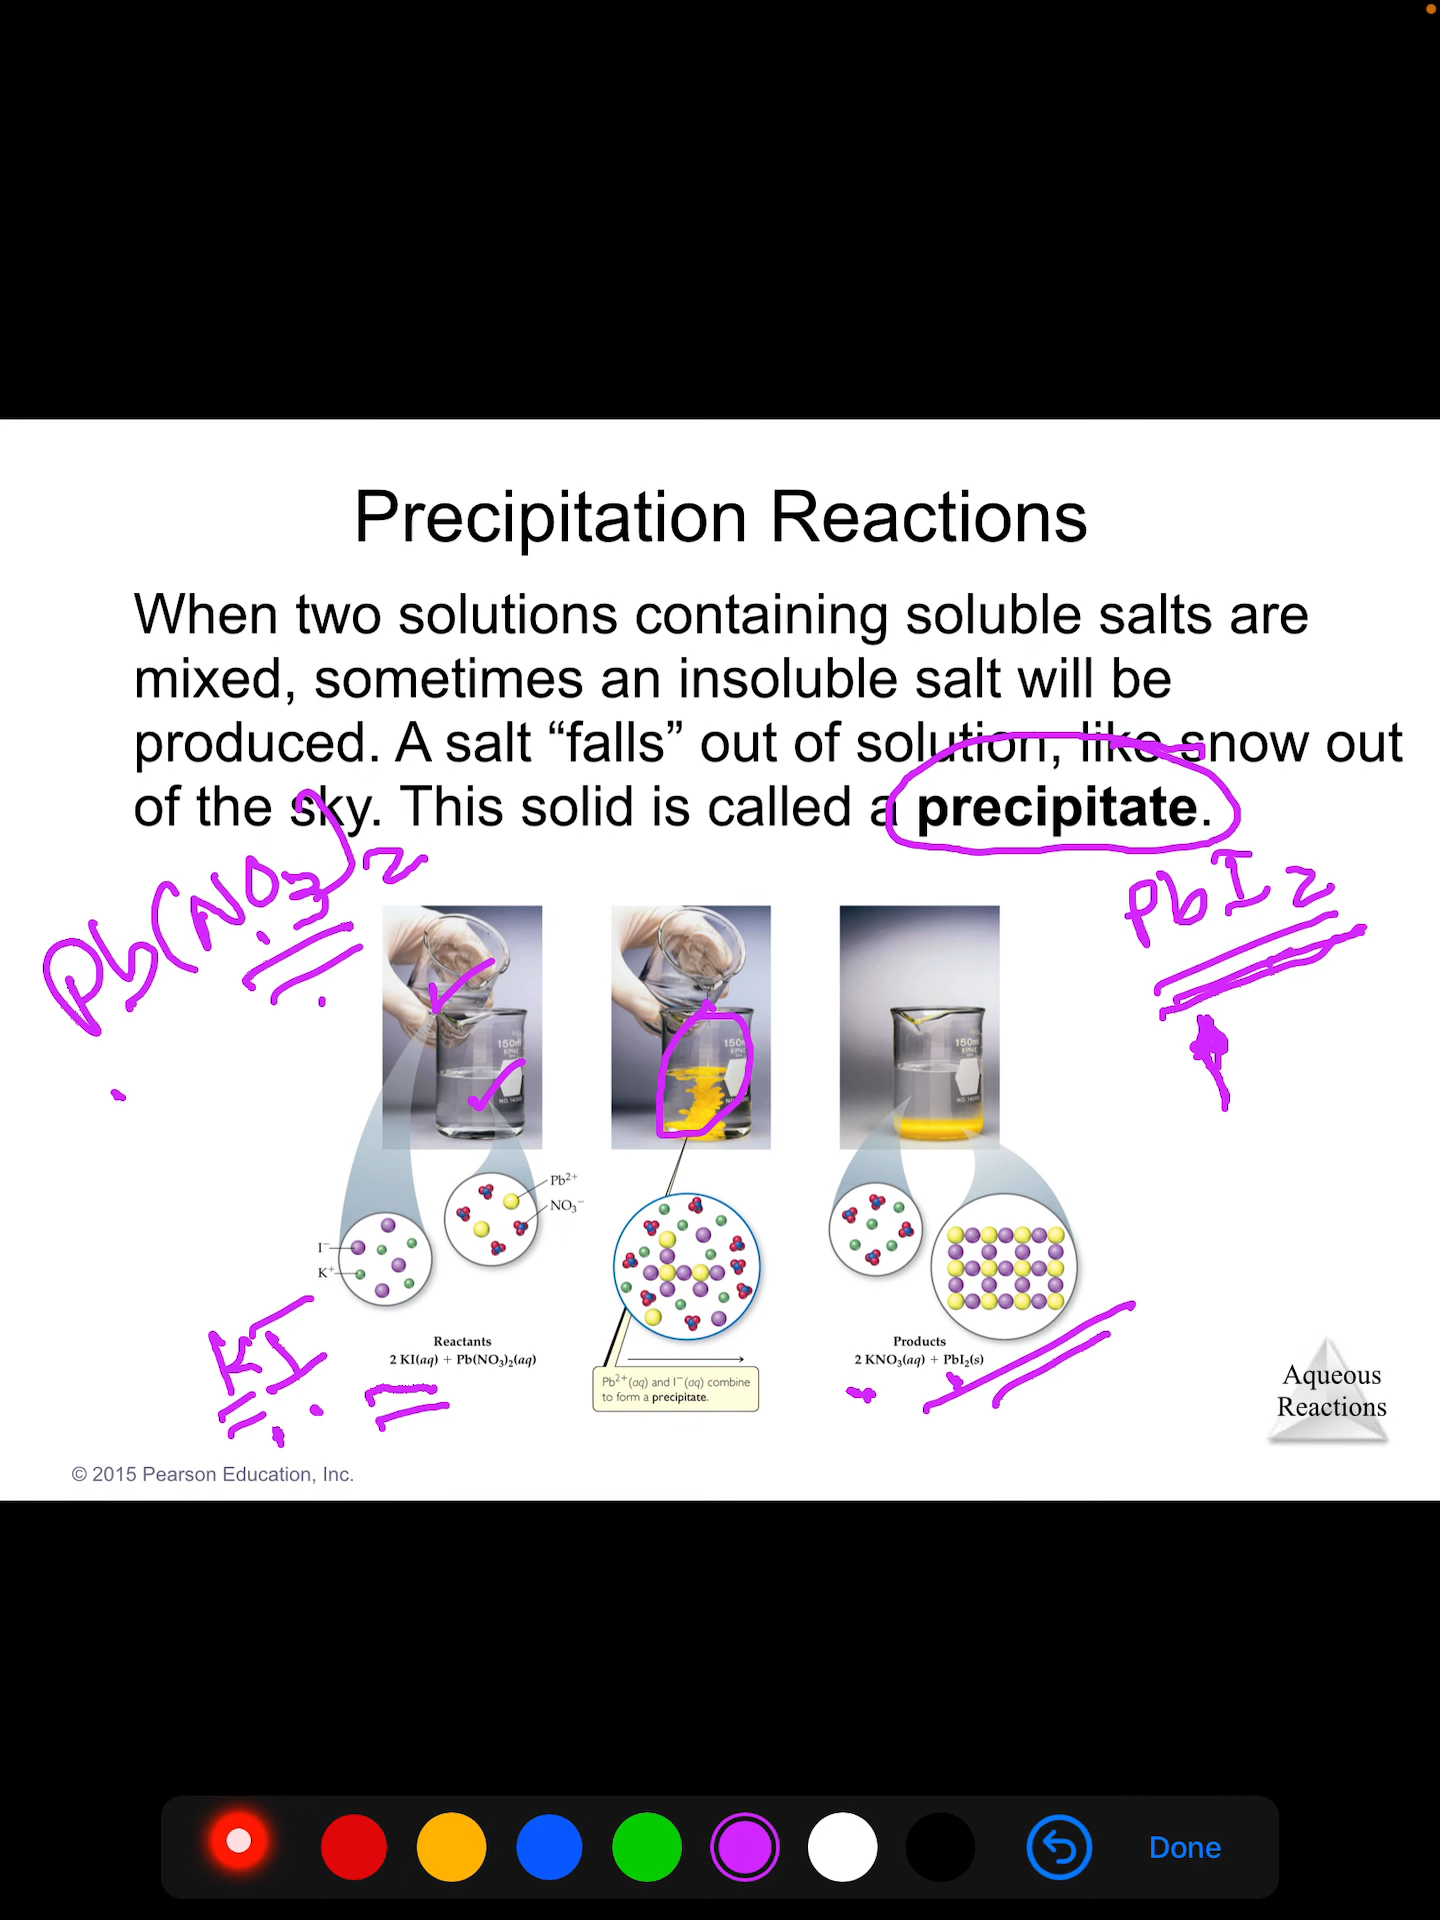 Precipitation Reactions
When two solutions containing soluble salts are
mixed, sometimes an insoluble salt will be
produced. A salt “falls” out of solution, like snow out
of the sky. This solid is called a precipitate.
Pb(NO3)2
PbI2
150ml
150ml
150ml
Pb2+
NO3−
I−
K+
KI
Reactants
2 KI(aq) + Pb(NO3)2(aq)
Pb2+(aq) and I−(aq) combine
to form a precipitate.
Products
2 KNO3(aq) + PbI2(s)
Aqueous
Reactions
© 2015 Pearson Education, Inc.
Done